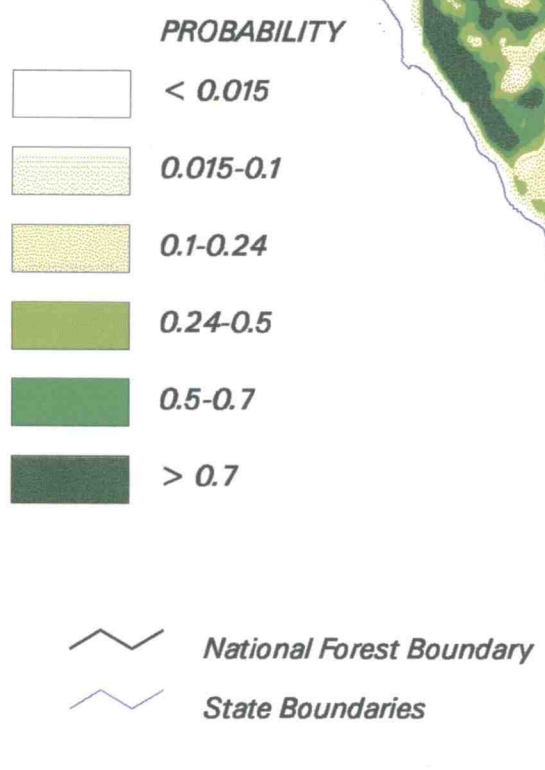 PROBABILITY
< 0.015
0.015-0.1
0.1-0.24
0.24-0.5
0.5-0.7
> 0.7
National Forest Boundary
State Boundaries